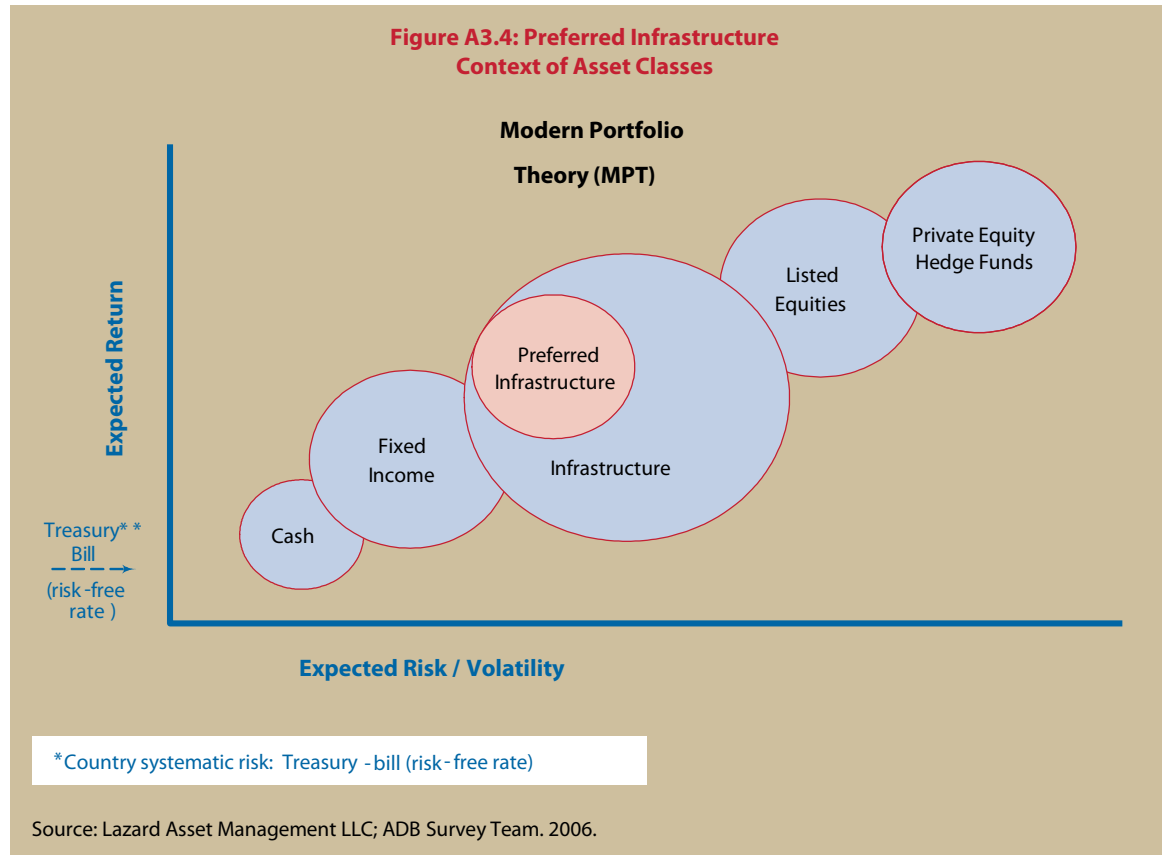 Figure A3.4: Preferred Infrastructure
Context of Asset Classes
Modern Portfolio
Theory (MPT)
Private Equity
Hedge Funds
Listed
Equities
Preferred
Infrastructure
Infrastructure
Fixed
Income
Cash
Expected Return
Treasury* *
Bill
(risk-free
rate )
Expected Risk / Volatility
*Country systematic risk: Treasury -bill (risk-free rate)
Source: Lazard Asset Management LLC; ADB Survey Team. 2006.